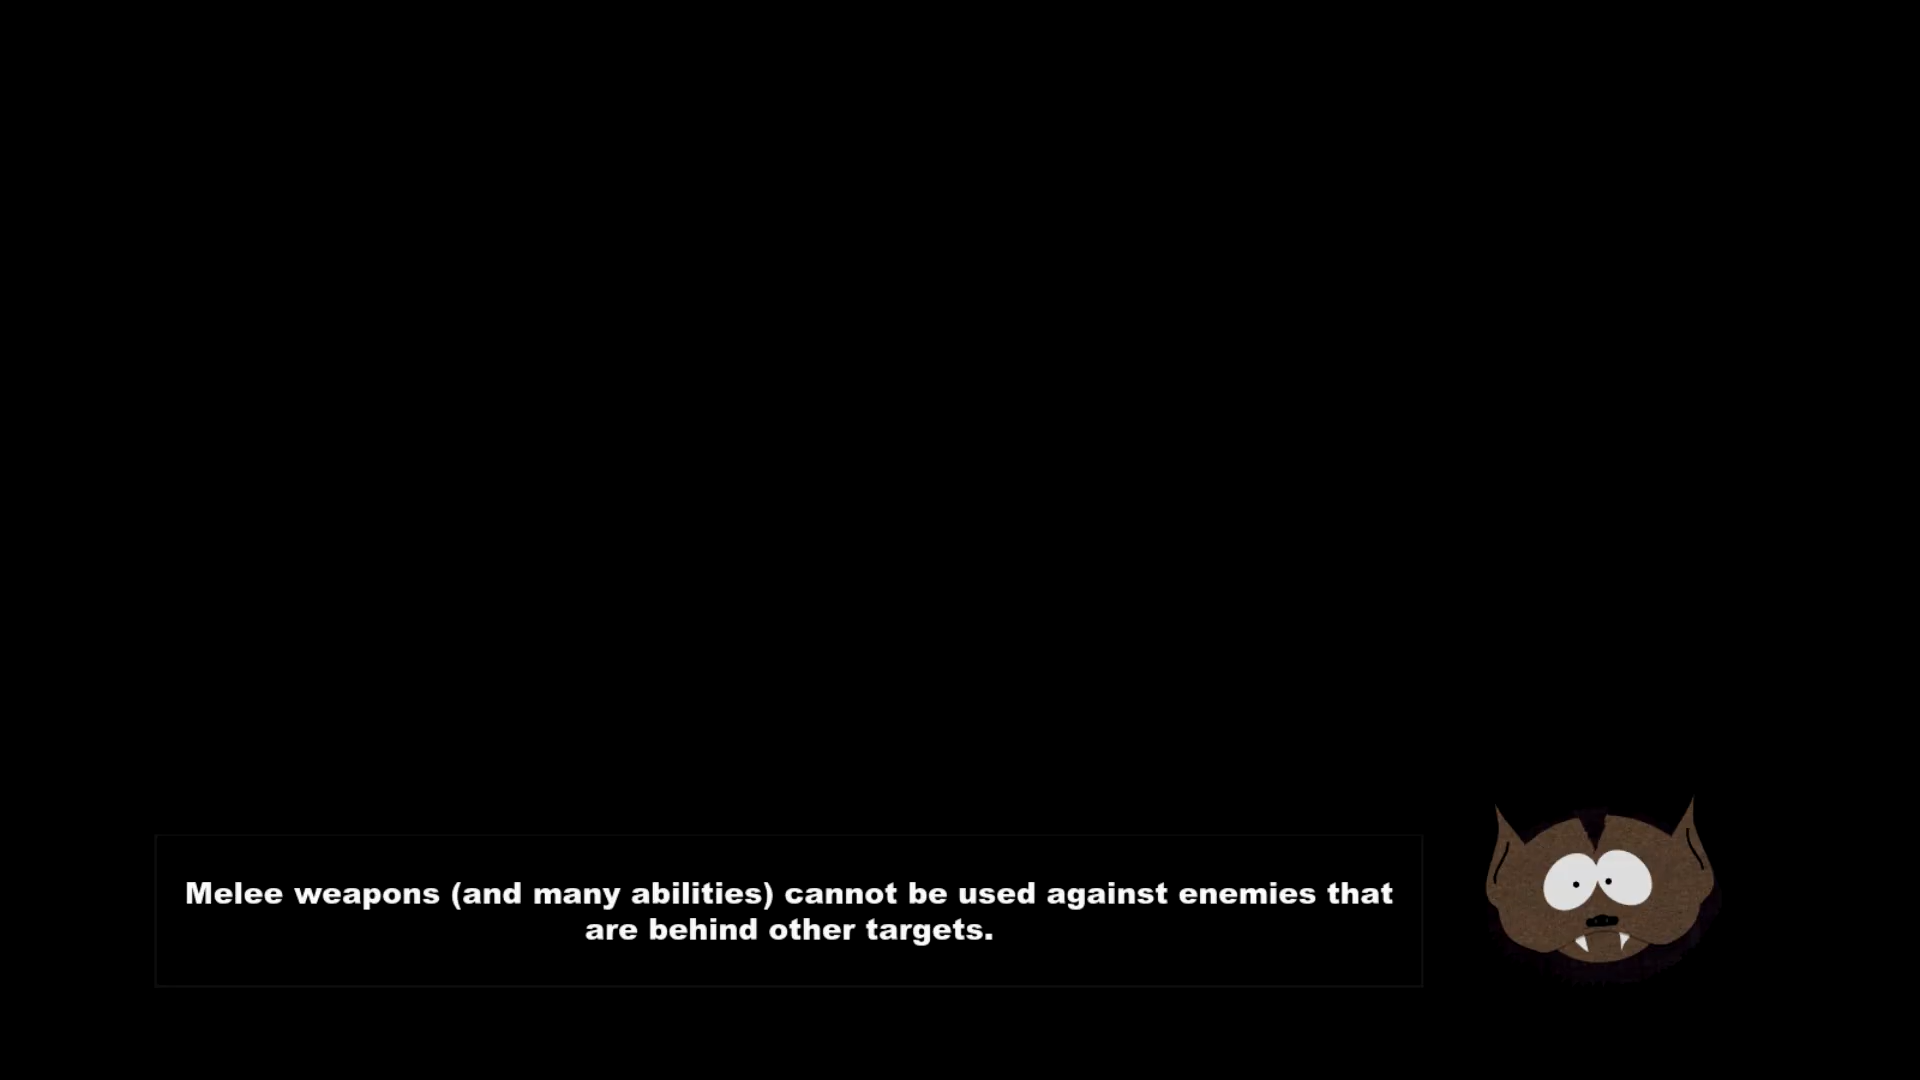 Melee weapons (and many abilities) cannot be used against enemies that
are behind other targets.